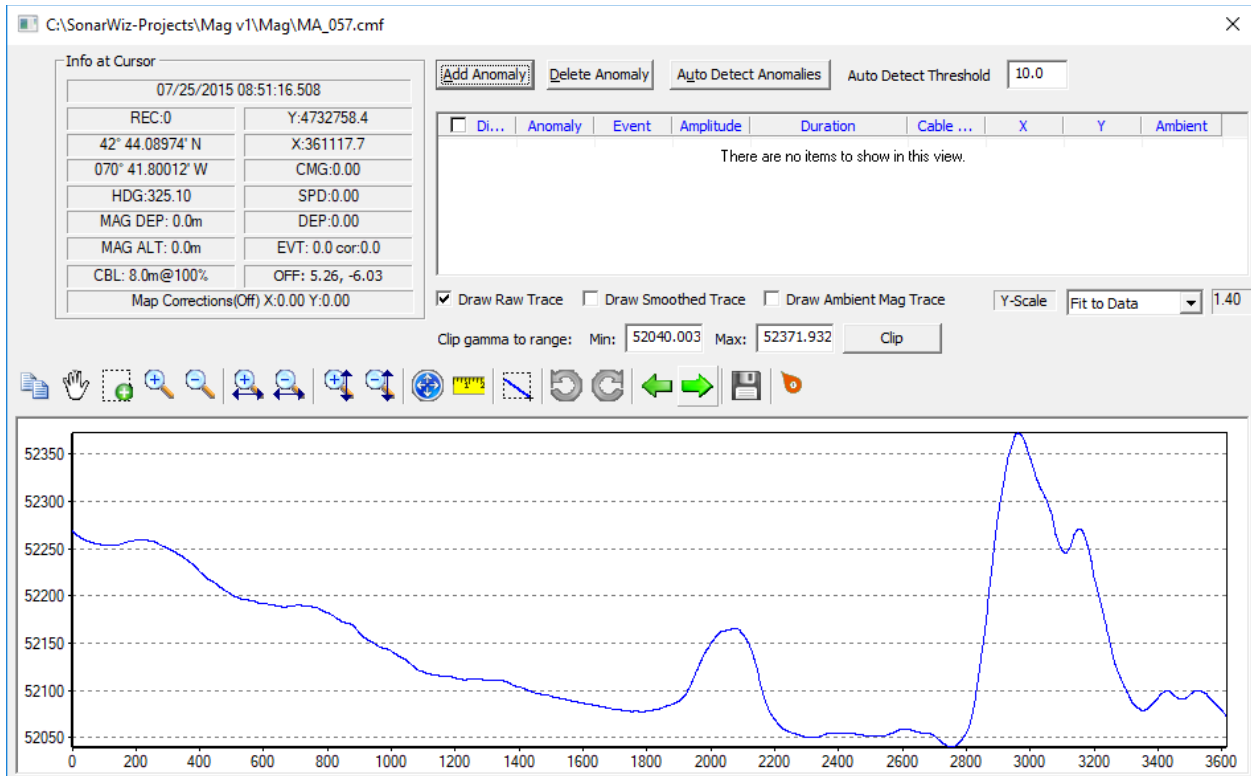 C:\SonarWiz-Projects\Mag v1\Mag\MA_057.cmf
Info at Cursor
07/25/2015 08:51:16.508
REC:0 Y:4732758.4
42° 44.08974' N X:361117.7
070° 41.80012' W CMG:0.00
HDG:325.10 SPD:0.00
MAG DEP: 0.0m DEP:0.00
MAG ALT: 0.0m EVT: 0.0 cor:0.0
CBL: 8.0m@100% OFF: 5.26, -6.03
Map Corrections(Off) X:0.00 Y:0.00
Add Anomaly Delete Anomaly Auto Detect Anomalies Auto Detect Threshold 10.0
Di... Anomaly Event Amplitude Duration Cable ... X Y Ambient
There are no items to show in this view.
Draw Raw Trace Draw Smoothed Trace Draw Ambient Mag Trace Y-Scale Fit to Data 1.40
Clip gamma to range: Min: 52040.003 Max: 52371.932 Clip
52350
52300
52250
52200
52150
52100
52050
0 200 400 600 800 1000 1200 1400 1600 1800 2000 2200 2400 2600 2800 3000 3200 3400 3600